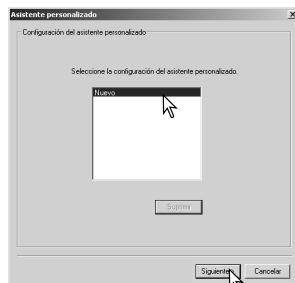 Asistente personalizado
Configuración del asistente personalizado
Seleccione la configuración del asistente personalizado.
Nuevo
Suprimir
Siguiente
Cancelar